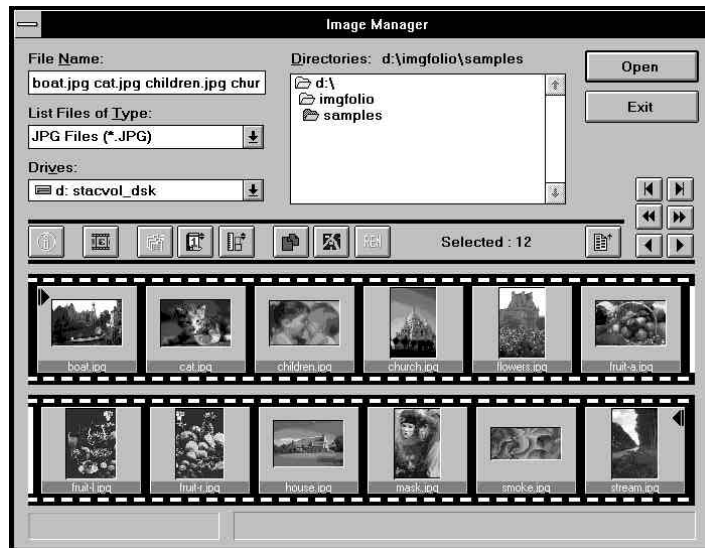 Image Manager
File Name:
boat.jpg cat.jpg children.jpg chur
List Files of Type:
JPG Files (*.JPG)
Drives:
d: stacvol_dsk
Directories: d:\imgfolio\samples
d:\
imgfolio
samples
Open
Exit
REN
Selected : 12
boat.jpg
cat.jpg
children.jpg
church.jpg
flowers.jpg
fruit-a.jpg
fruit-l.jpg
fruit-r.jpg
house.jpg
mask.jpg
smoke.jpg
stream.jpg